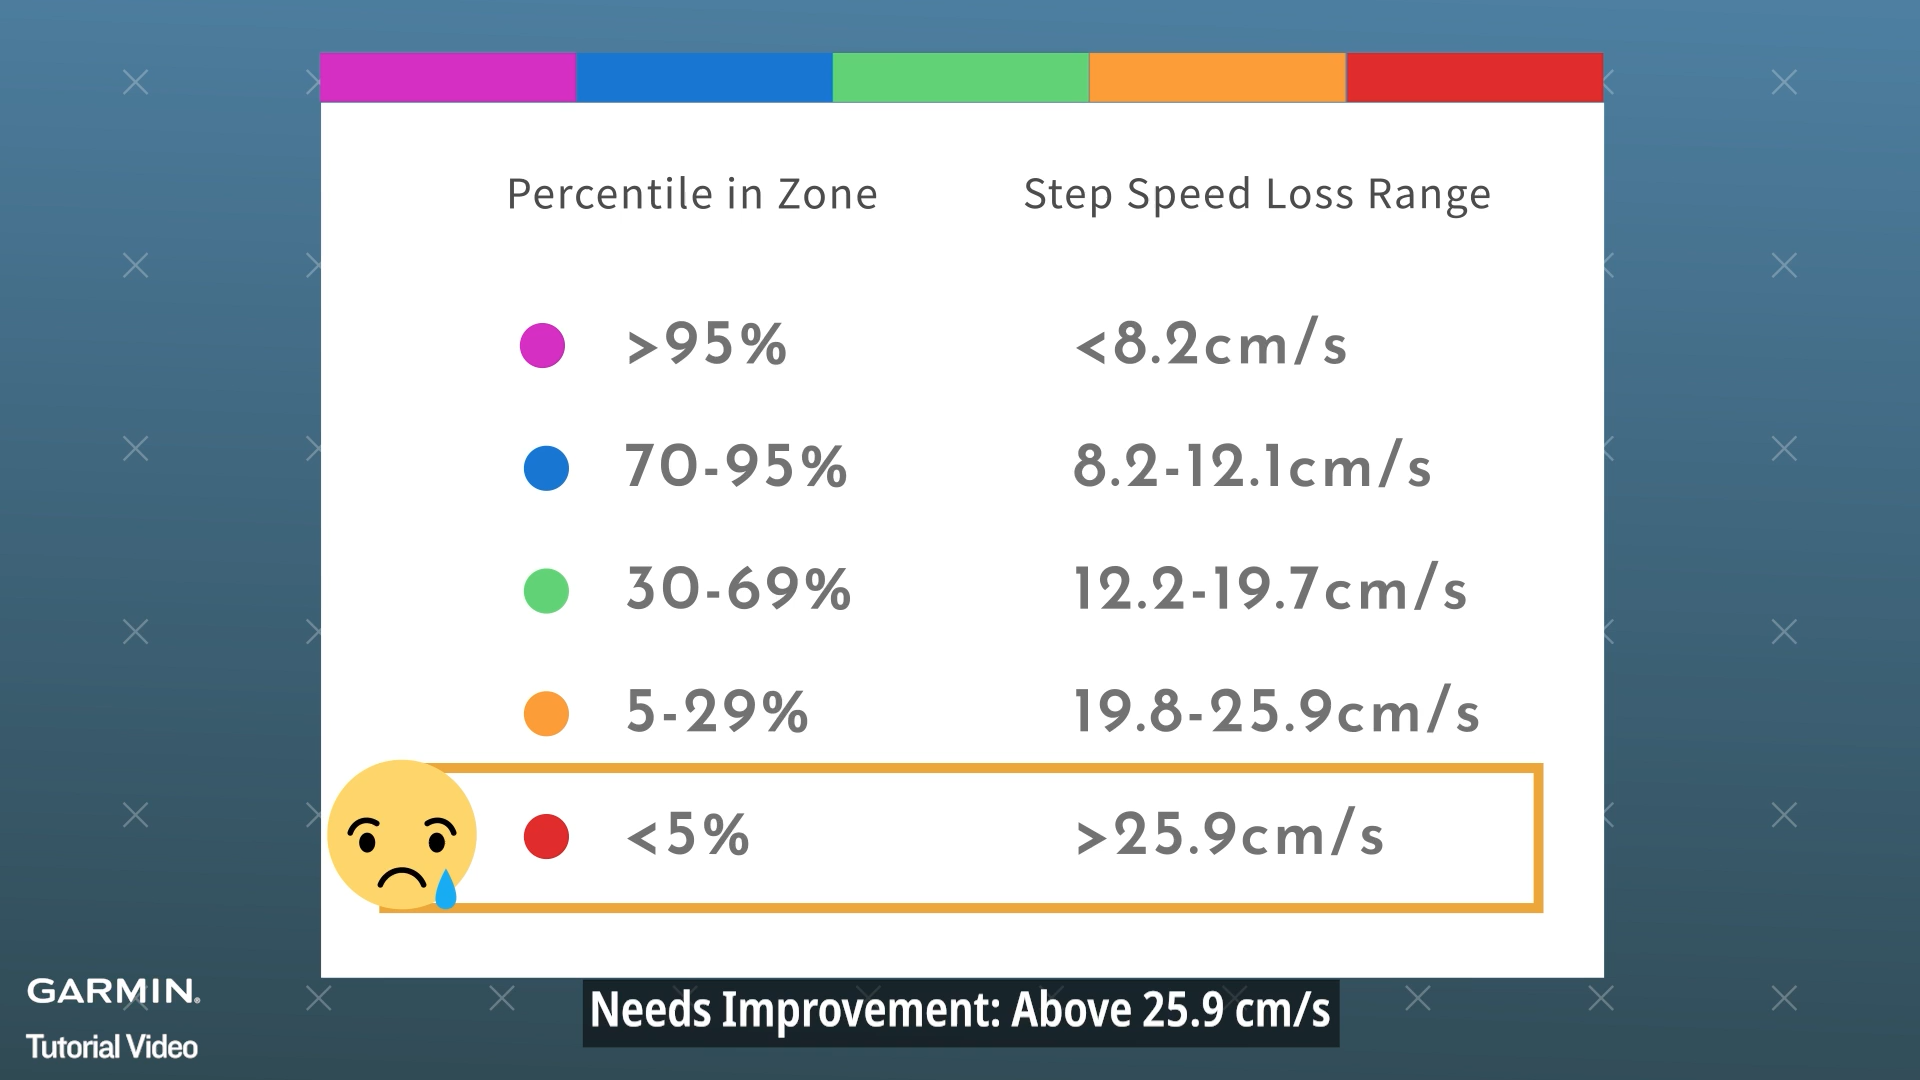 Percentile in Zone Step Speed Loss Range
>95% <8.2cm/s
70-95% 8.2-12.1cm/s
30-69% 12.2-19.7cm/s
5-29% 19.8-25.9cm/s
<5% >25.9cm/s
GARMIN®
Tutorial Video
Needs Improvement: Above 25.9 cm/s